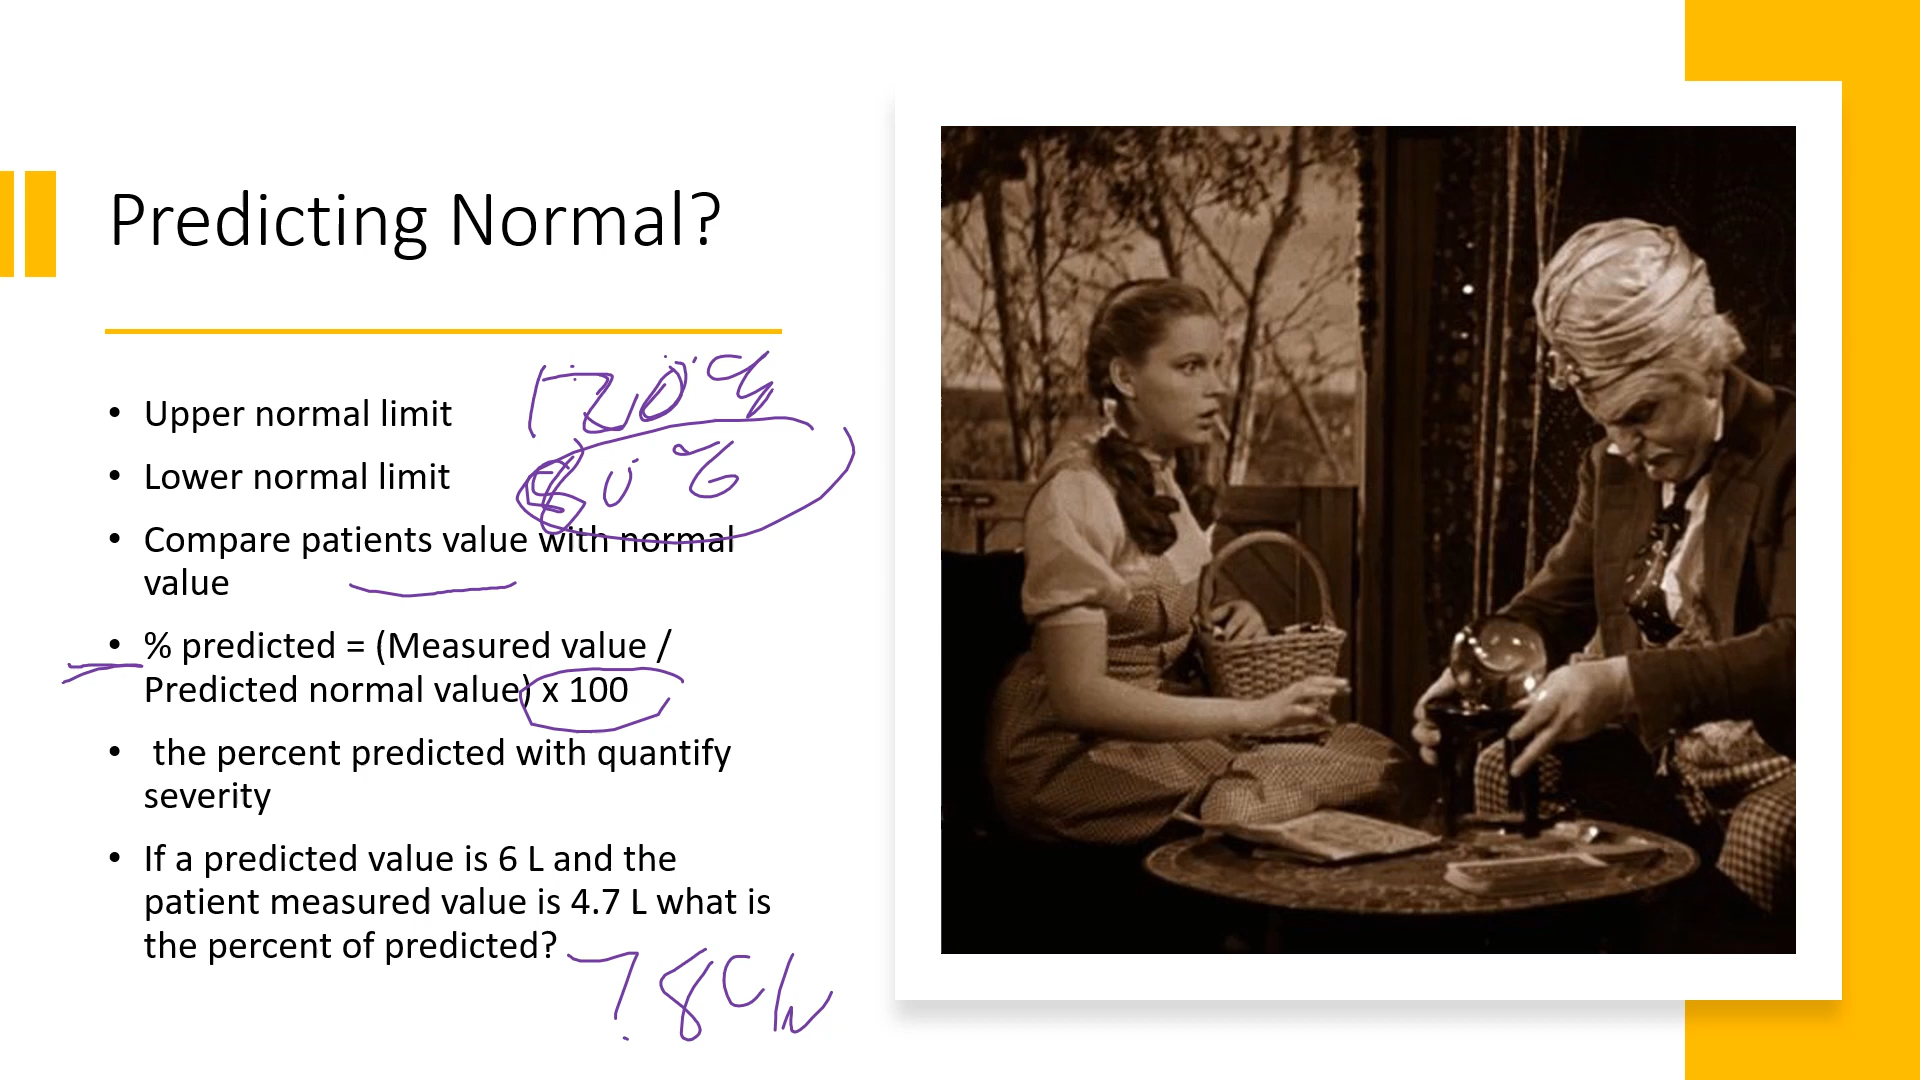 Predicting Normal?
• Upper normal limit 120%
• Lower normal limit 80%
• Compare patients value with normal
value
• % predicted = (Measured value /
Predicted normal value) x 100
• the percent predicted with quantify
severity
• If a predicted value is 6 L and the
patient measured value is 4.7 L what is
the percent of predicted?
78%